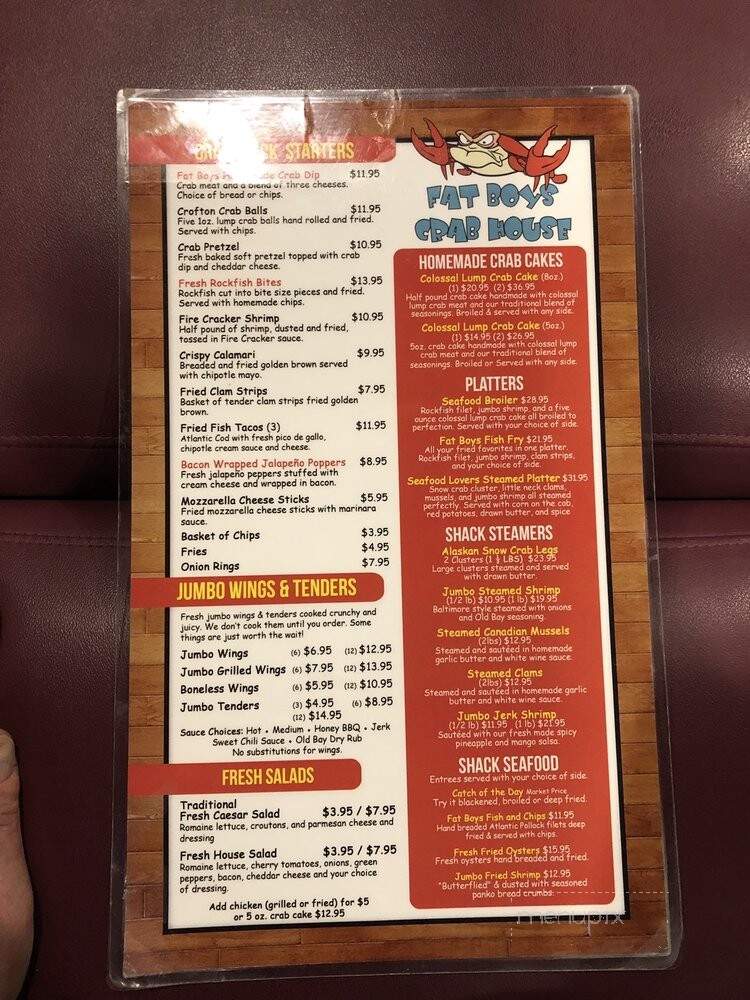 STARTERS
Fat Boys Crab Dip $11.95
Crab meat and a blend of three cheeses.
Choice of bread or chips.
Crofton Crab Balls $11.95
Five 1oz. lump crab balls hand rolled and fried.
Served with chips.
Crab Pretzel $10.95
Fresh baked soft pretzel topped with crab
dip and cheddar cheese.
Fresh Rockfish Bites $13.95
Rockfish cut into bite size pieces and fried.
Served with homemade chips.
Fire Cracker Shrimp $10.95
Half pound of shrimp, dusted and fried,
tossed in Fire Cracker sauce.
Crispy Calamari $9.95
Breaded and fried golden brown served
with chipotle mayo.
Fried Clam Strips $7.95
Basket of tender clam strips fried golden
brown.
Fried Fish Tacos (3) $11.95
Atlantic Cod with fresh pico de gallo,
chipotle cream sauce and cheese.
Bacon Wrapped Jalapeño Poppers $8.95
Fresh jalapeño peppers stuffed with
cream cheese and wrapped in bacon.
Mozzarella Cheese Sticks $5.95
Fried mozzarella cheese sticks with marinara
sauce.
Basket of Chips $3.95
Fries $4.95
Onion Rings $7.95
JUMBO WINGS & TENDERS
Fresh jumbo wings & tenders cooked crunchy and
juicy. We don't cook them until you order. Some
things are just worth the wait!
Jumbo Wings (6) $6.95 (12) $12.95
Jumbo Grilled Wings (6) $7.95 (12) $13.95
Boneless Wings (6) $5.95 (12) $10.95
Jumbo Tenders (3) $4.95 (6) $8.95
(12) $14.95
Sauce Choices: Hot • Medium • Honey BBQ • Jerk
Sweet Chili Sauce • Old Bay Dry Rub
No substitutions for wings.
FRESH SALADS
Traditional
Fresh Caesar Salad $3.95 / $7.95
Romaine lettuce, croutons, and parmesan cheese and
dressing
Fresh House Salad $3.95 / $7.95
Romaine lettuce, cherry tomatoes, onions, green
peppers, bacon, cheddar cheese and your choice
of dressing.
Add chicken (grilled or fried) for $5
or 5 oz. crab cake $12.95
FAT BOYS
CRAB HOUSE
HOMEMADE CRAB CAKES
Colossal Lump Crab Cake (8oz.)
(1) $20.95 (2) $36.95
Half pound crab cake handmade with colossal
lump crab meat and our traditional blend of
seasonings. Broiled & served with any side.
Colossal Lump Crab Cake (5oz.)
(1) $14.95 (2) $26.95
5oz. crab cake handmade with colossal lump
crab meat and our traditional blend of
seasonings. Broiled or Served with any side.
PLATTERS
Seafood Broiler $28.95
Rockfish filet, jumbo shrimp, and a five
ounce colossal lump crab cake all broiled to
perfection. Served with your choice of side.
Fat Boys Fish Fry $21.95
All your fried favorites in one platter.
Rockfish filet, jumbo shrimp, clam strips,
and your choice of side.
Seafood Lovers Steamed Platter $31.95
Snow crab cluster, little neck clams,
mussels, and jumbo shrimp all steamed
perfectly. Served with corn on the cob,
red potatoes, drawn butter, and spice
SHACK STEAMERS
Alaskan Snow Crab Legs
2 Clusters (1 ½ LBS) $23.95
Large clusters steamed and served
with drawn butter.
Jumbo Steamed Shrimp
(1/2 lb) $10.95 (1 lb) $19.95
Baltimore style steamed with onions
and Old Bay seasoning.
Steamed Canadian Mussels
(2lbs) $12.95
Steamed and sautéed in homemade
garlic butter and white wine sauce.
Steamed Clams
(2lbs) $12.95
Steamed and sautéed in homemade garlic
butter and white wine sauce.
Jumbo Jerk Shrimp
(1/2 lb) $11.95 (1 lb) $21.95
Sautéed with our fresh made spicy
pineapple and mango salsa.
SHACK SEAFOOD
Entrees served with your choice of side.
Catch of the Day Market Price
Try it blackened, broiled or deep fried.
Fat Boys Fish and Chips $11.95
Hand breaded Atlantic Pollock filets deep
fried & served with chips.
Fresh Fried Oysters $15.95
Fresh oysters hand breaded and fried.
Jumbo Fried Shrimp $12.95
"Butterflied" & dusted with seasoned
panko bread crumbs.
menupix